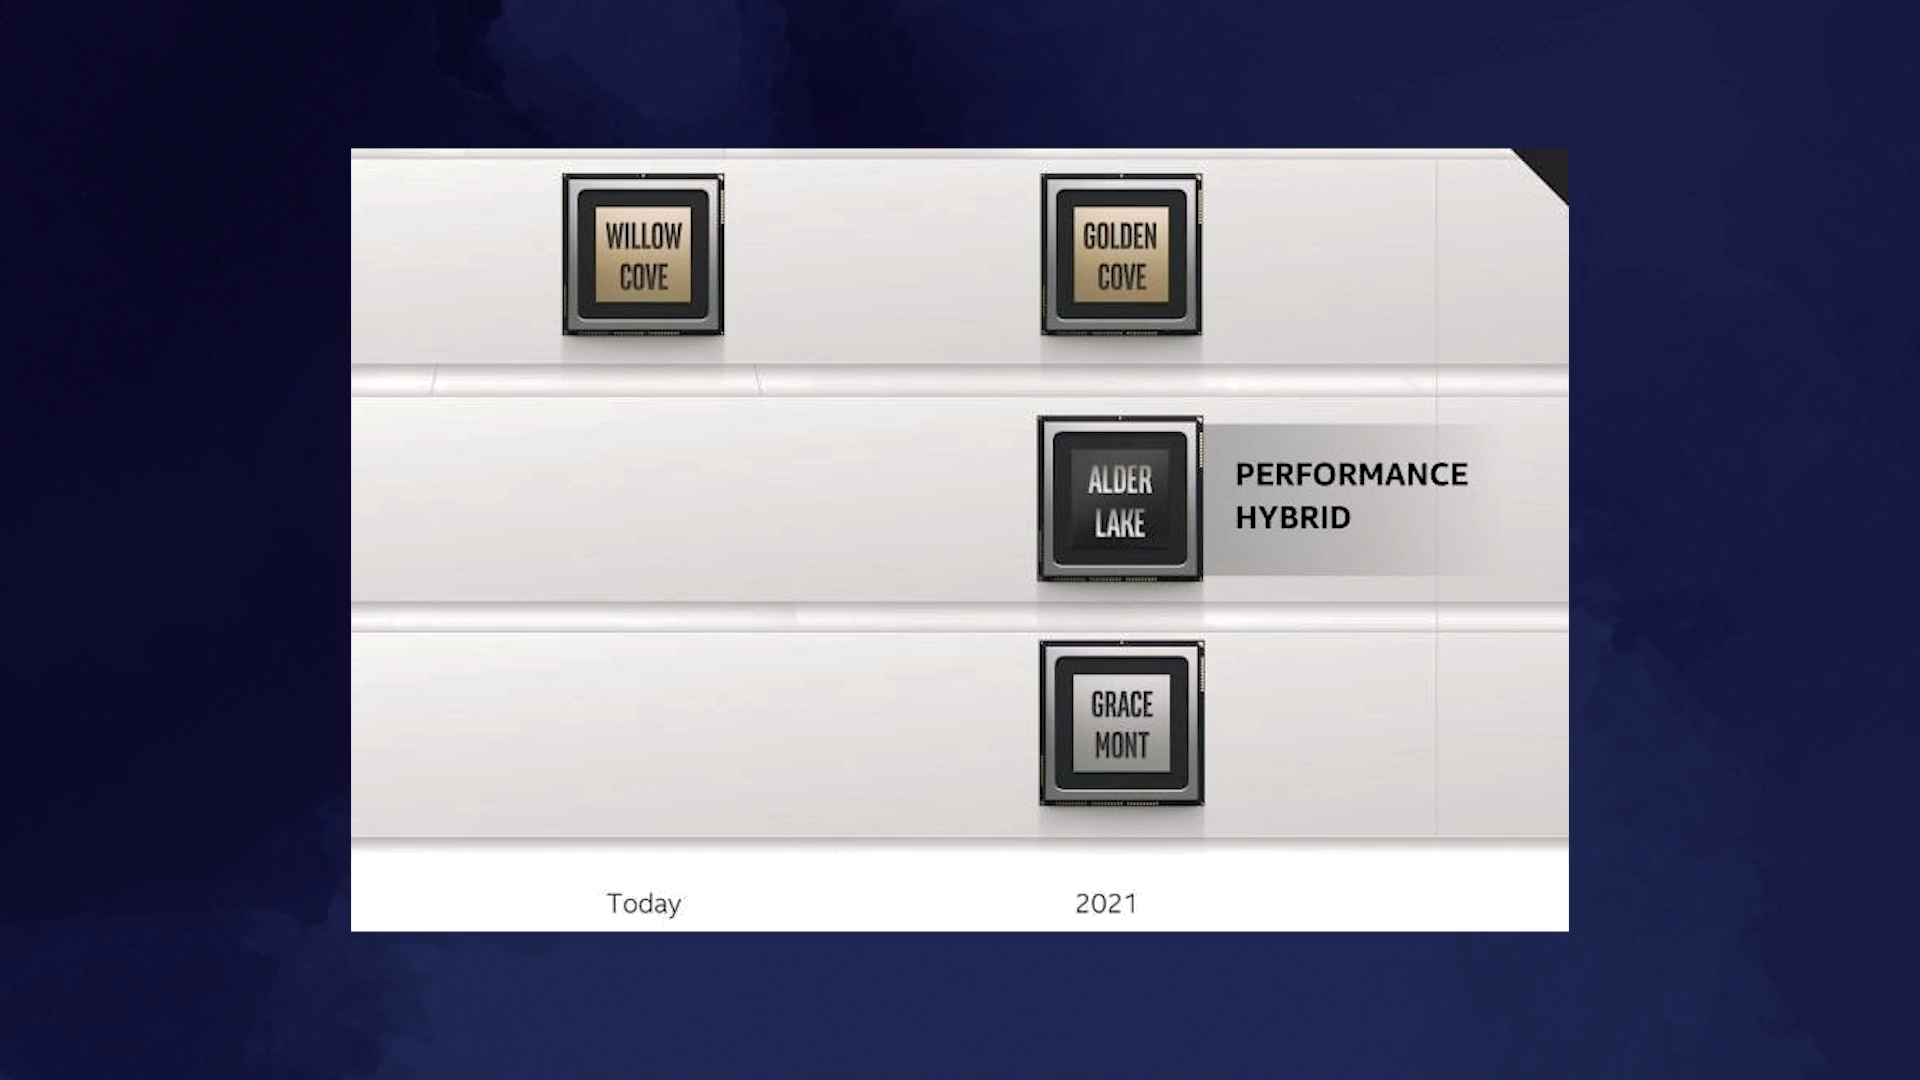 WILLOW
COVE
GOLDEN
COVE
ALDER
LAKE
PERFORMANCE
HYBRID
GRACE
MONT
Today
2021